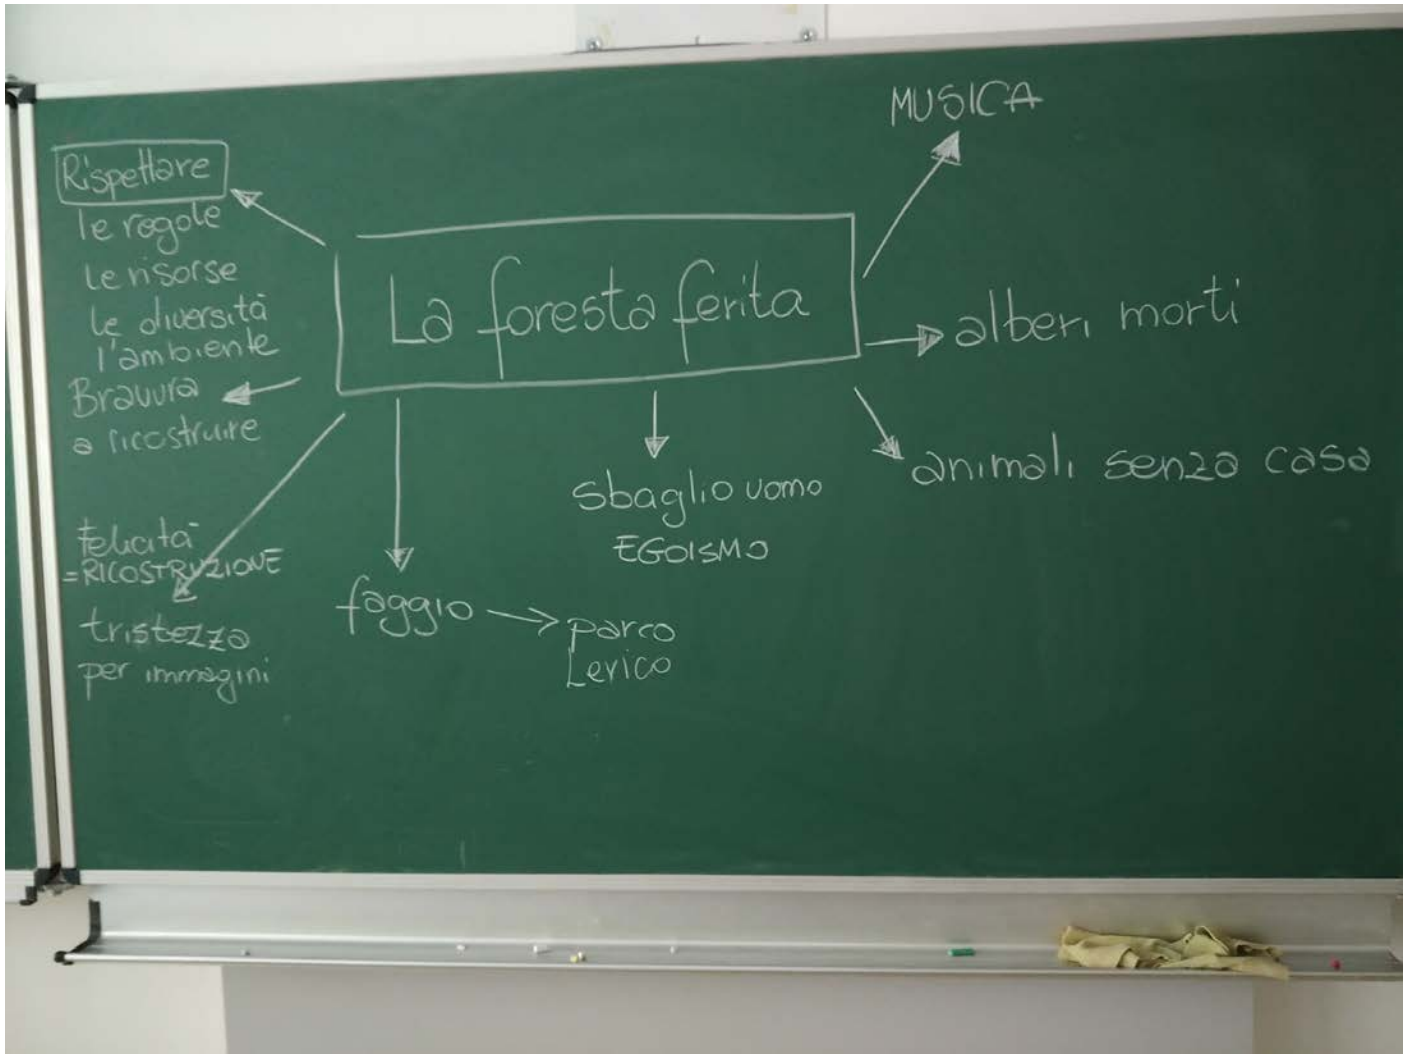 MUSICA
Rispettare
le regole
le risorse
le diversità
l'ambiente
Bravura
a ricostruire
La foresta ferita
alberi morti
animali senza casa
sbaglio uomo
EGOISMO
felicità
=RICOSTRUZIONE
tristezza
per immagini
faggio
parco
Levico